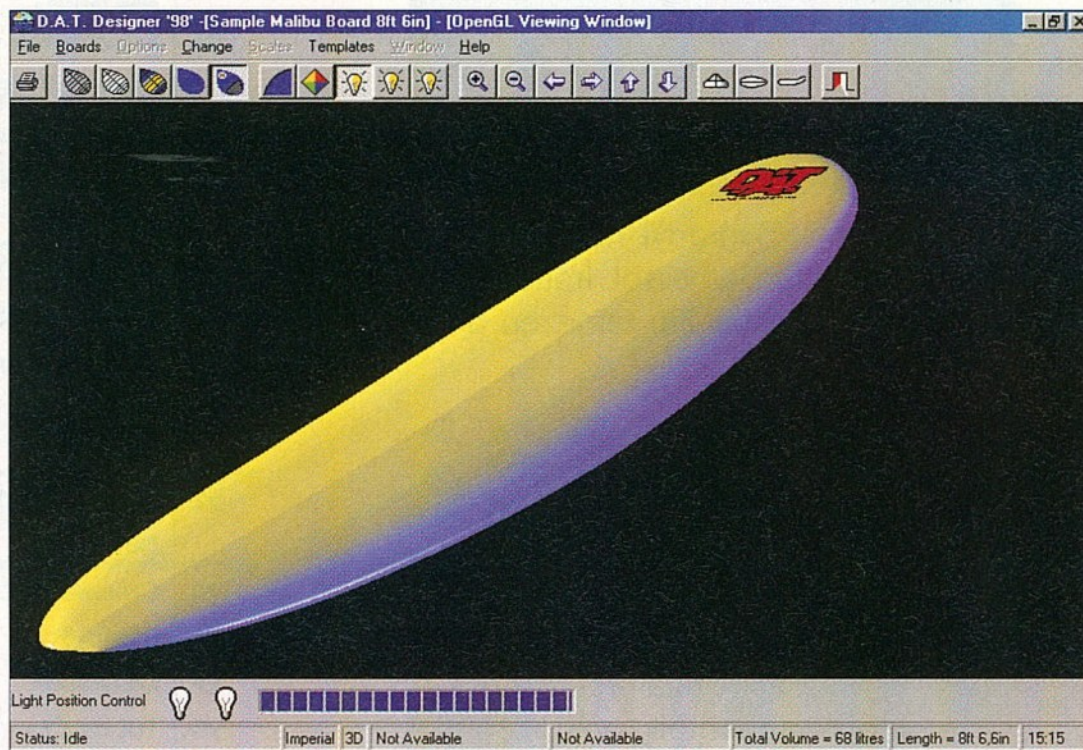 D.A.T. Designer '98' -[Sample Malibu Board 8ft 6in] - [OpenGL Viewing Window]
File Boards Options Change Scales Templates Window Help
DAT
Light Position Control
Status: Idle Imperial 3D Not Available Not Available Total Volume = 68 litres Length = 8ft 6,6in 15:15